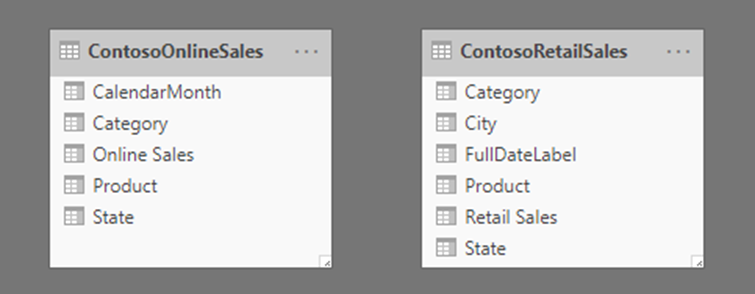 ContosoOnlineSales ...
CalendarMonth
Category
Online Sales
Product
State
ContosoRetailSales ...
Category
City
FullDateLabel
Product
Retail Sales
State